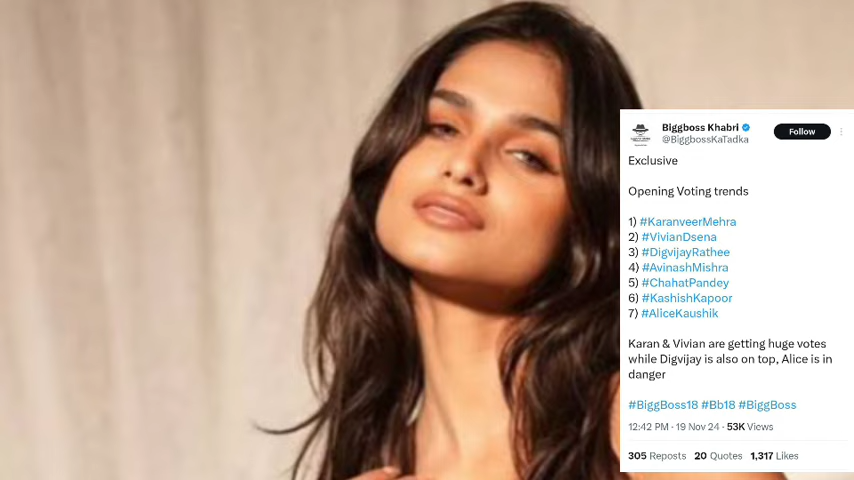 Biggboss Khabri
Follow
@BiggbossKaTadka
Exclusive
Opening Voting trends
1) #KaranveerMehra
2) #VivianDsena
3) #DigvijayRathee
4) #AvinashMishra
5) #ChahatPandey
6) #KashishKapoor
7) #AliceKaushik
Karan & Vivian are getting huge votes
while Digvijay is also on top, Alice is in
danger
#BiggBoss18 #Bb18 #BiggBoss
12:42 PM · 19 Nov 24 · 53K Views
305 Reposts 20 Quotes 1,317 Likes